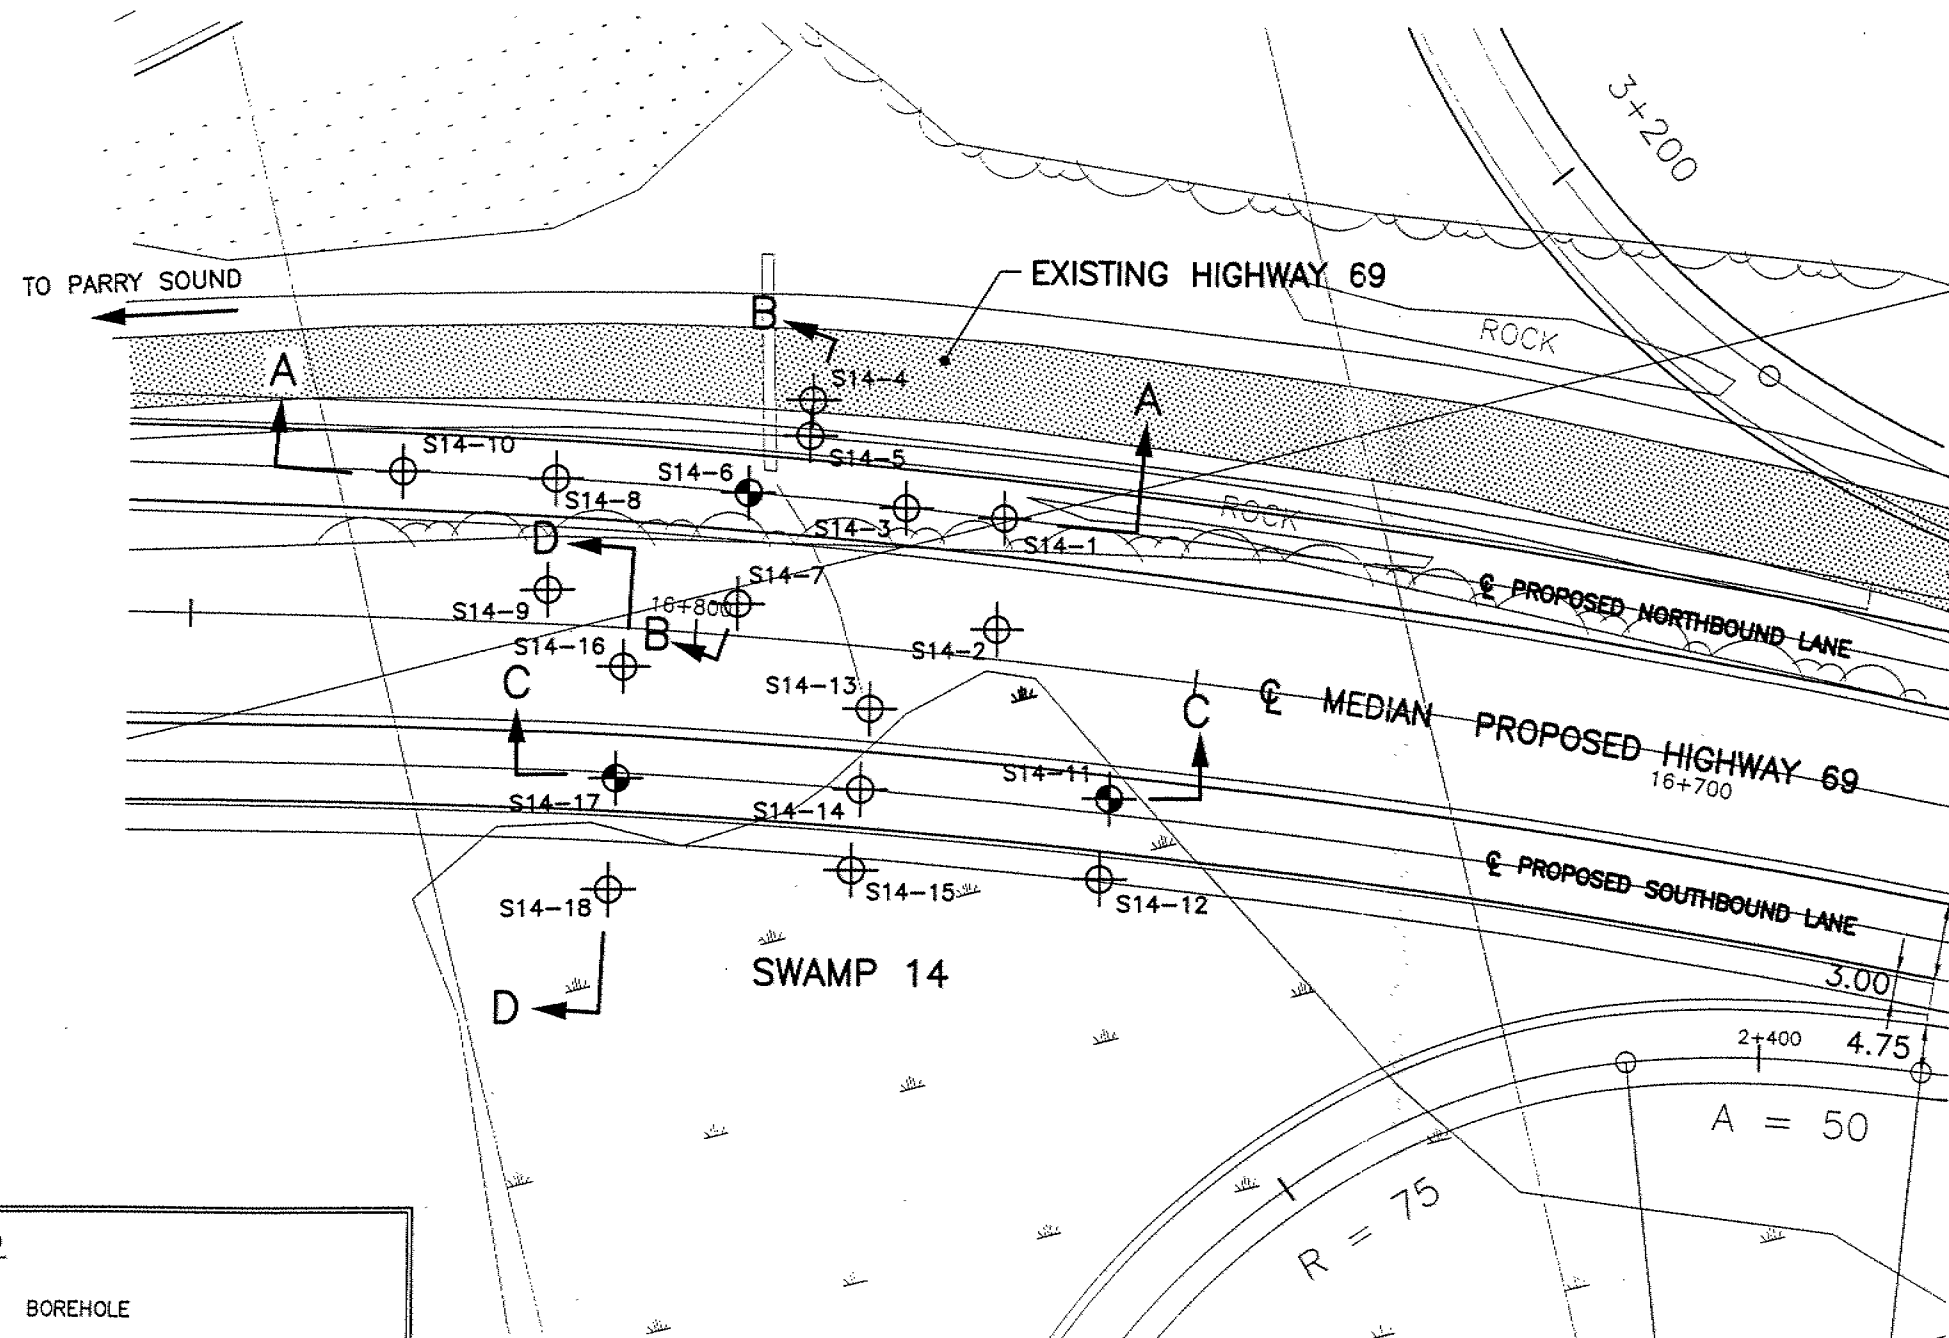 3+200
TO PARRY SOUND
EXISTING HIGHWAY 69
B
ROCK
A
S14-4
A
S14-10
S14-5
S14-6
S14-8
S14-3
ROCK
S14-1
D
S14-7
℄ PROPOSED NORTHBOUND LANE
S14-9
16+800
B
S14-16
S14-2
C
S14-13
C
℄ MEDIAN PROPOSED HIGHWAY 69
16+700
S14-11
S14-17
S14-14
℄ PROPOSED SOUTHBOUND LANE
S14-15
S14-18
S14-12
SWAMP 14
3.00
D
2+400
4.75
A = 50
R = 75
BOREHOLE